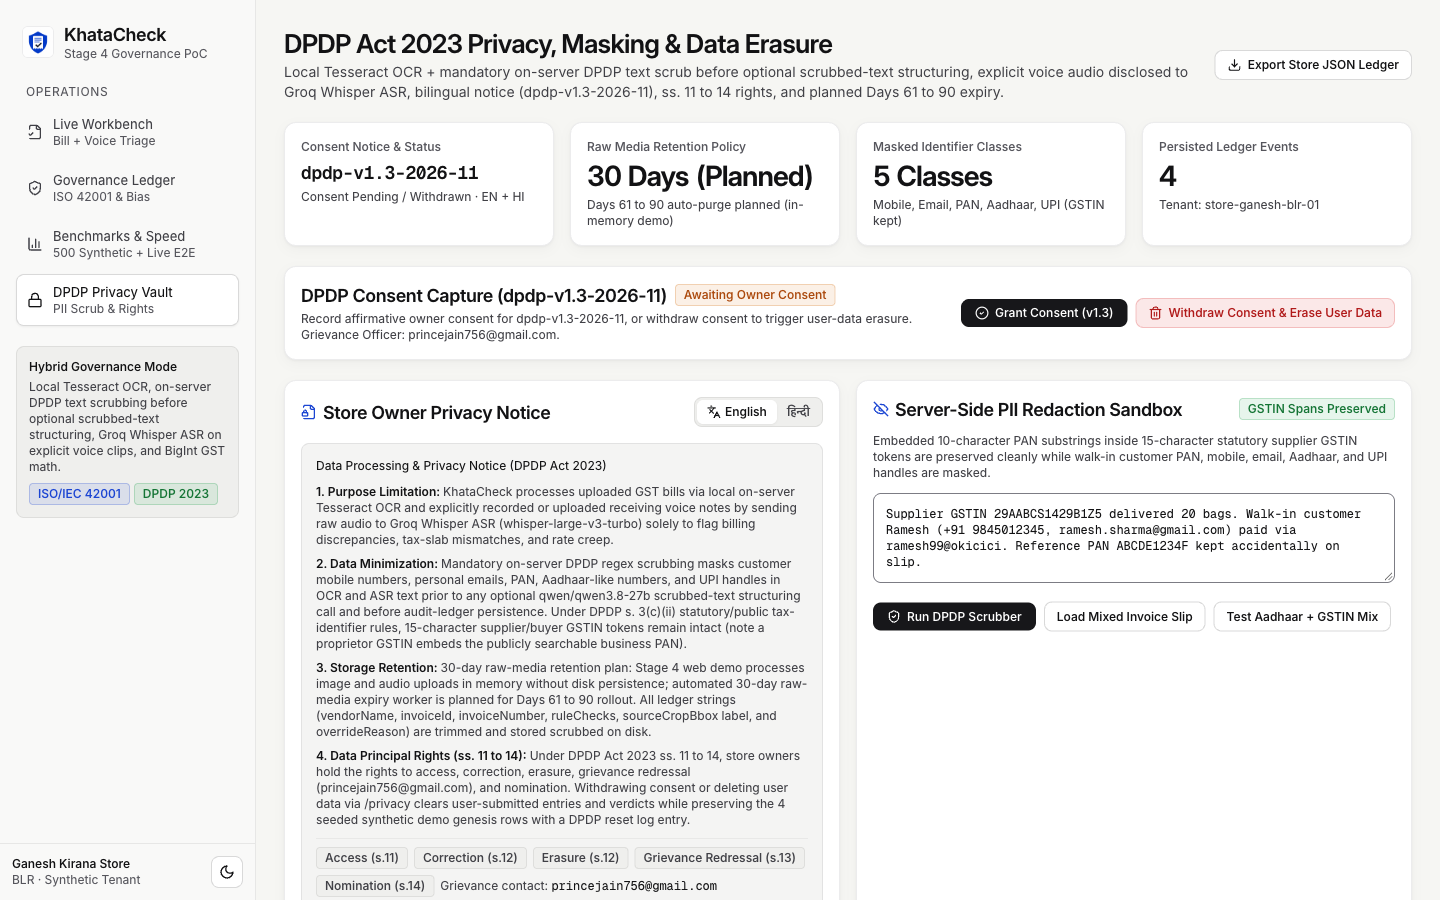 KhataCheck
Stage 4 Governance PoC
OPERATIONS
Live Workbench
Bill + Voice Triage
Governance Ledger
ISO 42001 & Bias
Benchmarks & Speed
500 Synthetic + Live E2E
DPDP Privacy Vault
PII Scrub & Rights
Hybrid Governance Mode
Local Tesseract OCR, on-server
DPDP text scrubbing before
optional scrubbed-text
structuring, Groq Whisper ASR on
explicit voice clips, and BigInt GST
math.
ISO/IEC 42001
DPDP 2023
Ganesh Kirana Store
BLR · Synthetic Tenant
DPDP Act 2023 Privacy, Masking & Data Erasure
Local Tesseract OCR + mandatory on-server DPDP text scrub before optional scrubbed-text structuring, explicit voice audio disclosed to
Groq Whisper ASR, bilingual notice (dpdp-v1.3-2026-11), ss. 11 to 14 rights, and planned Days 61 to 90 expiry.
Export Store JSON Ledger
Consent Notice & Status
dpdp-v1.3-2026-11
Consent Pending / Withdrawn · EN + HI
Raw Media Retention Policy
30 Days (Planned)
Days 61 to 90 auto-purge planned (in-
memory demo)
Masked Identifier Classes
5 Classes
Mobile, Email, PAN, Aadhaar, UPI (GSTIN
kept)
Persisted Ledger Events
4
Tenant: store-ganesh-blr-01
DPDP Consent Capture (dpdp-v1.3-2026-11)
Awaiting Owner Consent
Record affirmative owner consent for dpdp-v1.3-2026-11, or withdraw consent to trigger user-data erasure.
Grievance Officer: princejain756@gmail.com.
Grant Consent (v1.3)
Withdraw Consent & Erase User Data
Store Owner Privacy Notice
English
हिन्दी
Data Processing & Privacy Notice (DPDP Act 2023)
1. Purpose Limitation: KhataCheck processes uploaded GST bills via local on-server
Tesseract OCR and explicitly recorded or uploaded receiving voice notes by sending
raw audio to Groq Whisper ASR (whisper-large-v3-turbo) solely to flag billing
discrepancies, tax-slab mismatches, and rate creep.
2. Data Minimization: Mandatory on-server DPDP regex scrubbing masks customer
mobile numbers, personal emails, PAN, Aadhaar-like numbers, and UPI handles in
OCR and ASR text prior to any optional qwen/qwen3.8-27b scrubbed-text structuring
call and before audit-ledger persistence. Under DPDP s. 3(c)(ii) statutory/public tax-
identifier rules, 15-character supplier/buyer GSTIN tokens remain intact (note a
proprietor GSTIN embeds the publicly searchable business PAN).
3. Storage Retention: 30-day raw-media retention plan: Stage 4 web demo processes
image and audio uploads in memory without disk persistence; automated 30-day raw-
media expiry worker is planned for Days 61 to 90 rollout. All ledger strings
(vendorName, invoiceId, invoiceNumber, ruleChecks, sourceCropBbox label, and
overrideReason) are trimmed and stored scrubbed on disk.
4. Data Principal Rights (ss. 11 to 14): Under DPDP Act 2023 ss. 11 to 14, store owners
hold the rights to access, correction, erasure, grievance redressal
(princejain756@gmail.com), and nomination. Withdrawing consent or deleting user
data via /privacy clears user-submitted entries and verdicts while preserving the 4
seeded synthetic demo genesis rows with a DPDP reset log entry.
Access (s.11)
Correction (s.12)
Erasure (s.12)
Grievance Redressal (s.13)
Nomination (s.14)
Grievance contact: princejain756@gmail.com
Server-Side PII Redaction Sandbox
GSTIN Spans Preserved
Embedded 10-character PAN substrings inside 15-character statutory supplier GSTIN
tokens are preserved cleanly while walk-in customer PAN, mobile, email, Aadhaar, and UPI
handles are masked.
Supplier GSTIN 29AABCS1429B1Z5 delivered 20 bags. Walk-in customer
Ramesh (+91 9845012345, ramesh.sharma@gmail.com) paid via
ramesh99@okicici. Reference PAN ABCDE1234F kept accidentally on
slip.
Run DPDP Scrubber
Load Mixed Invoice Slip
Test Aadhaar + GSTIN Mix